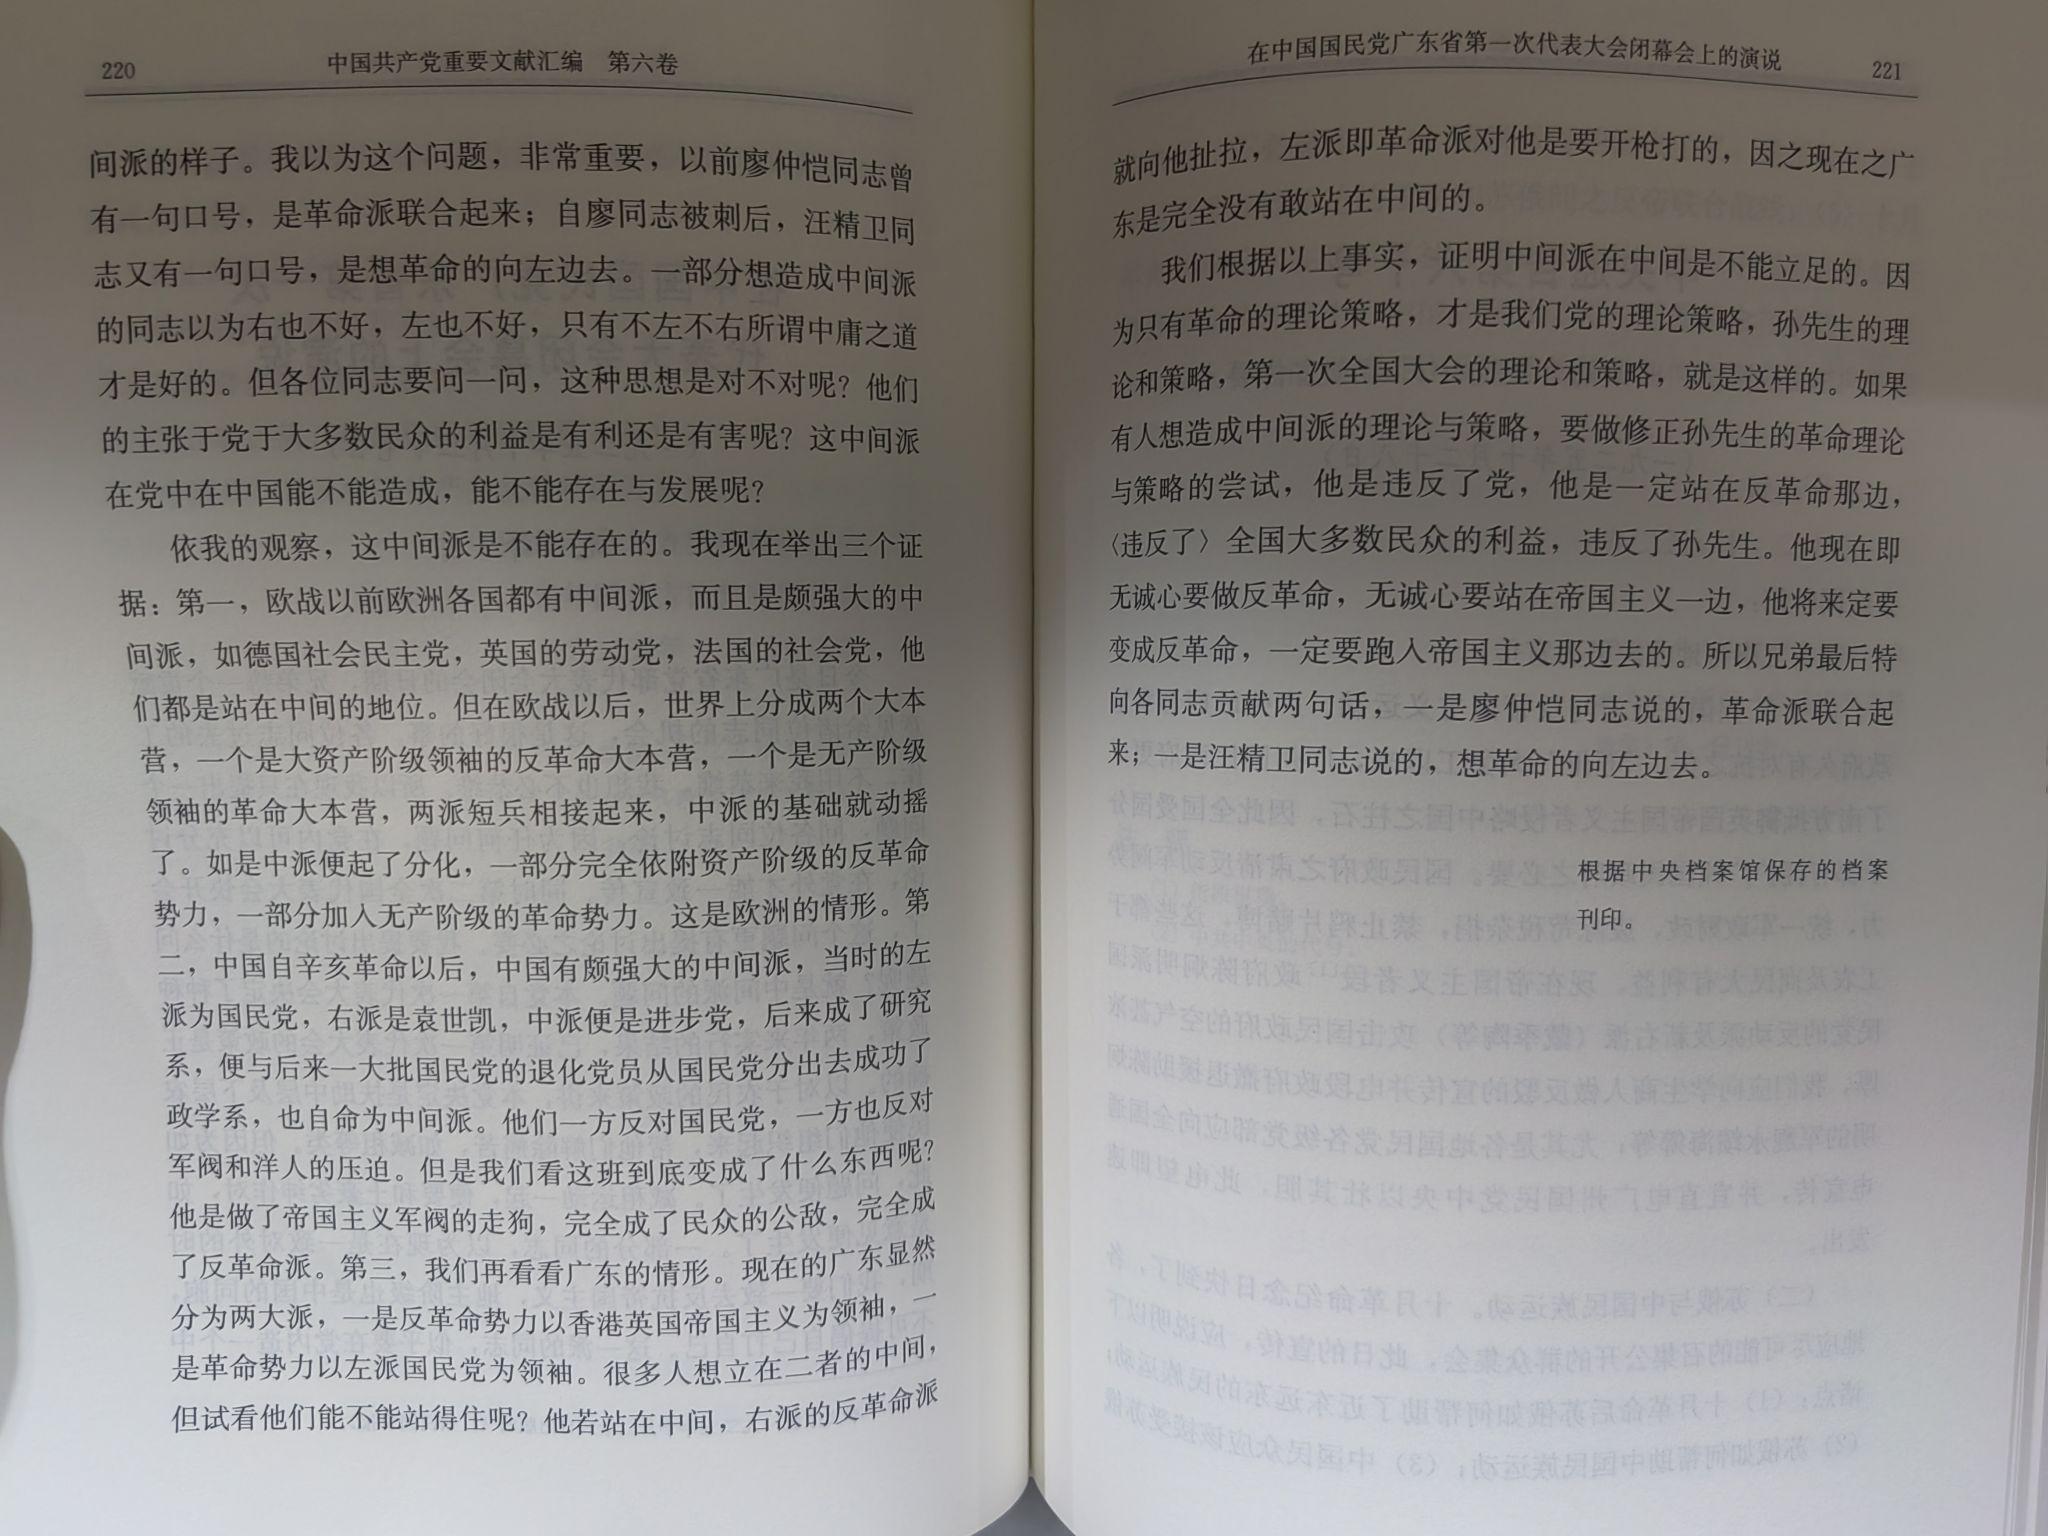 220
中国共产党重要文献汇编　第六卷
间派的样子。我以为这个问题，非常重要，以前廖仲恺同志曾
有一句口号，是革命派联合起来；自廖同志被刺后，汪精卫同
志又有一句口号，是想革命的向左边去。一部分想造成中间派
的同志以为右也不好，左也不好，只有不左不右所谓中庸之道
才是好的。但各位同志要问一问，这种思想是对不对呢？他们
的主张于党于大多数民众的利益是有利还是有害呢？这中间派
在党中在中国能不能造成，能不能存在与发展呢？
依我的观察，这中间派是不能存在的。我现在举出三个证
据：第一，欧战以前欧洲各国都有中间派，而且是颇强大的中
间派，如德国社会民主党，英国的劳动党，法国的社会党，他
们都是站在中间的地位。但在欧战以后，世界上分成两个大本
营，一个是大资产阶级领袖的反革命大本营，一个是无产阶级
领袖的革命大本营，两派短兵相接起来，中派的基础就动摇
了。如是中派便起了分化，一部分完全依附资产阶级的反革命
势力，一部分加入无产阶级的革命势力。这是欧洲的情形。第
二，中国自辛亥革命以后，中国有颇强大的中间派，当时的左
派为国民党，右派是袁世凯，中派便是进步党，后来成了研究
系，便与后来一大批国民党的退化党员从国民党分出去成功了
政学系，也自命为中间派。他们一方反对国民党，一方也反对
军阀和洋人的压迫。但是我们看这班到底变成了什么东西呢？
他是做了帝国主义军阀的走狗，完全成了民众的公敌，完全成
了反革命派。第三，我们再看看广东的情形。现在的广东显然
分为两大派，一是反革命势力以香港英国帝国主义为领袖，一
是革命势力以左派国民党为领袖。很多人想立在二者的中间，
但试看他们能不能站得住呢？他若站在中间，右派的反革命派
在中国国民党广东省第一次代表大会闭幕会上的演说
221
就向他扯拉，左派即革命派对他是要开枪打的，因之现在之广
东是完全没有敢站在中间的。
我们根据以上事实，证明中间派在中间是不能立足的。因
为只有革命的理论策略，才是我们党的理论策略，孙先生的理
论和策略，第一次全国大会的理论和策略，就是这样的。如果
有人想造成中间派的理论与策略，要做修正孙先生的革命理论
与策略的尝试，他是违反了党，他是一定站在反革命那边，
〈违反了〉全国大多数民众的利益，违反了孙先生。他现在即
无诚心要做反革命，无诚心要站在帝国主义一边，他将来定要
变成反革命，一定要跑入帝国主义那边去的。所以兄弟最后特
向各同志贡献两句话，一是廖仲恺同志说的，革命派联合起
来；一是汪精卫同志说的，想革命的向左边去。
根据中央档案馆保存的档案
刊印。